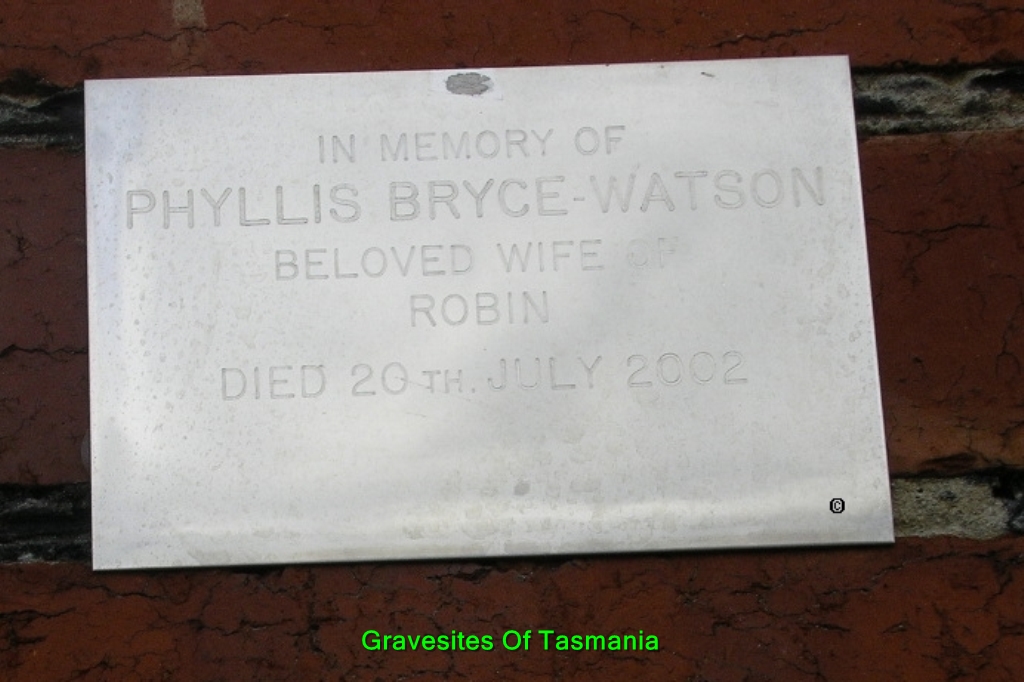 IN MEMORY OF
PHYLLIS BRYCE-WATSON
BELOVED WIFE OF
ROBIN
DIED 20TH. JULY 2002
©
Gravesites Of Tasmania